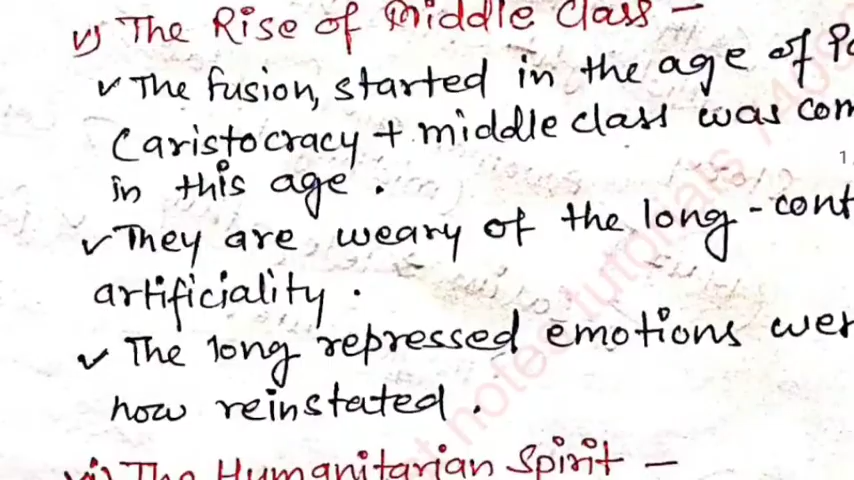 v) The Rise of Middle Class –
✓ The fusion, started in the age of
(aristocracy + middle class was com
in this age.
✓ They are weary of the long-cont
artificiality.
✓ The long repressed emotions wer
now reinstated.
vi) The Humanitarian Spirit –